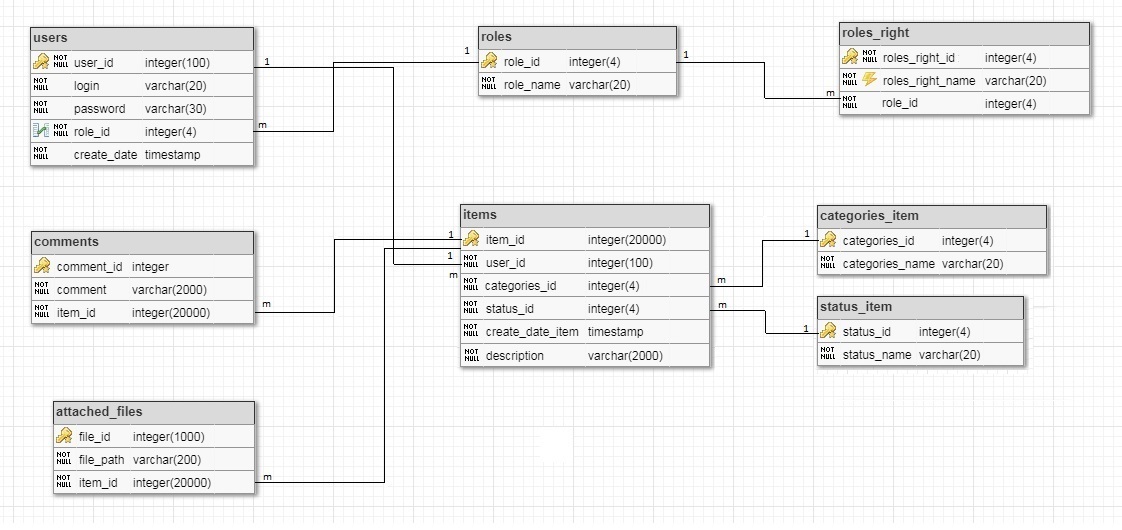 users
NOT NULL user_id integer(100)
NOT NULL login varchar(20)
NOT NULL password varchar(30)
NOT NULL role_id integer(4)
NOT NULL create_date timestamp
1
m
1
roles
role_id integer(4)
NOT NULL role_name varchar(20)
1
m
roles_right
NOT NULL roles_right_id integer(4)
NOT NULL roles_right_name varchar(20)
NOT NULL role_id integer(4)
comments
comment_id integer
NOT NULL comment varchar(2000)
NOT NULL item_id integer(20000)
m
1
1
m
items
item_id integer(20000)
NOT NULL user_id integer(100)
NOT NULL categories_id integer(4)
NOT NULL status_id integer(4)
NOT NULL create_date_item timestamp
NOT NULL description varchar(2000)
m
1
m
1
categories_item
categories_id integer(4)
NOT NULL categories_name varchar(20)
status_item
status_id integer(4)
NOT NULL status_name varchar(20)
attached_files
file_id integer(1000)
NOT NULL file_path varchar(200)
NOT NULL item_id integer(20000)
m